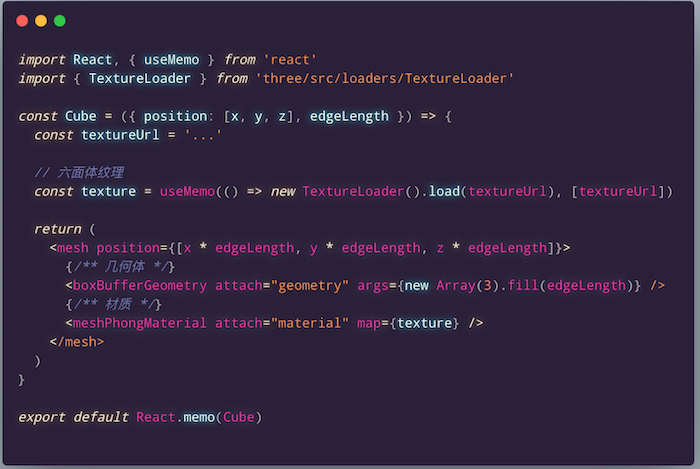 import React, { useMemo } from 'react'
import { TextureLoader } from 'three/src/loaders/TextureLoader'
const Cube = ({ position: [x, y, z], edgeLength }) => {
const textureUrl = '...'
// 六面体纹理
const texture = useMemo(() => new TextureLoader().load(textureUrl), [textureUrl])
return (
<mesh position={[x * edgeLength, y * edgeLength, z * edgeLength]}>
{/** 几何体 */}
<boxBufferGeometry attach="geometry" args={new Array(3).fill(edgeLength)} />
{/** 材质 */}
<meshPhongMaterial attach="material" map={texture} />
</mesh>
)
}
export default React.memo(Cube)